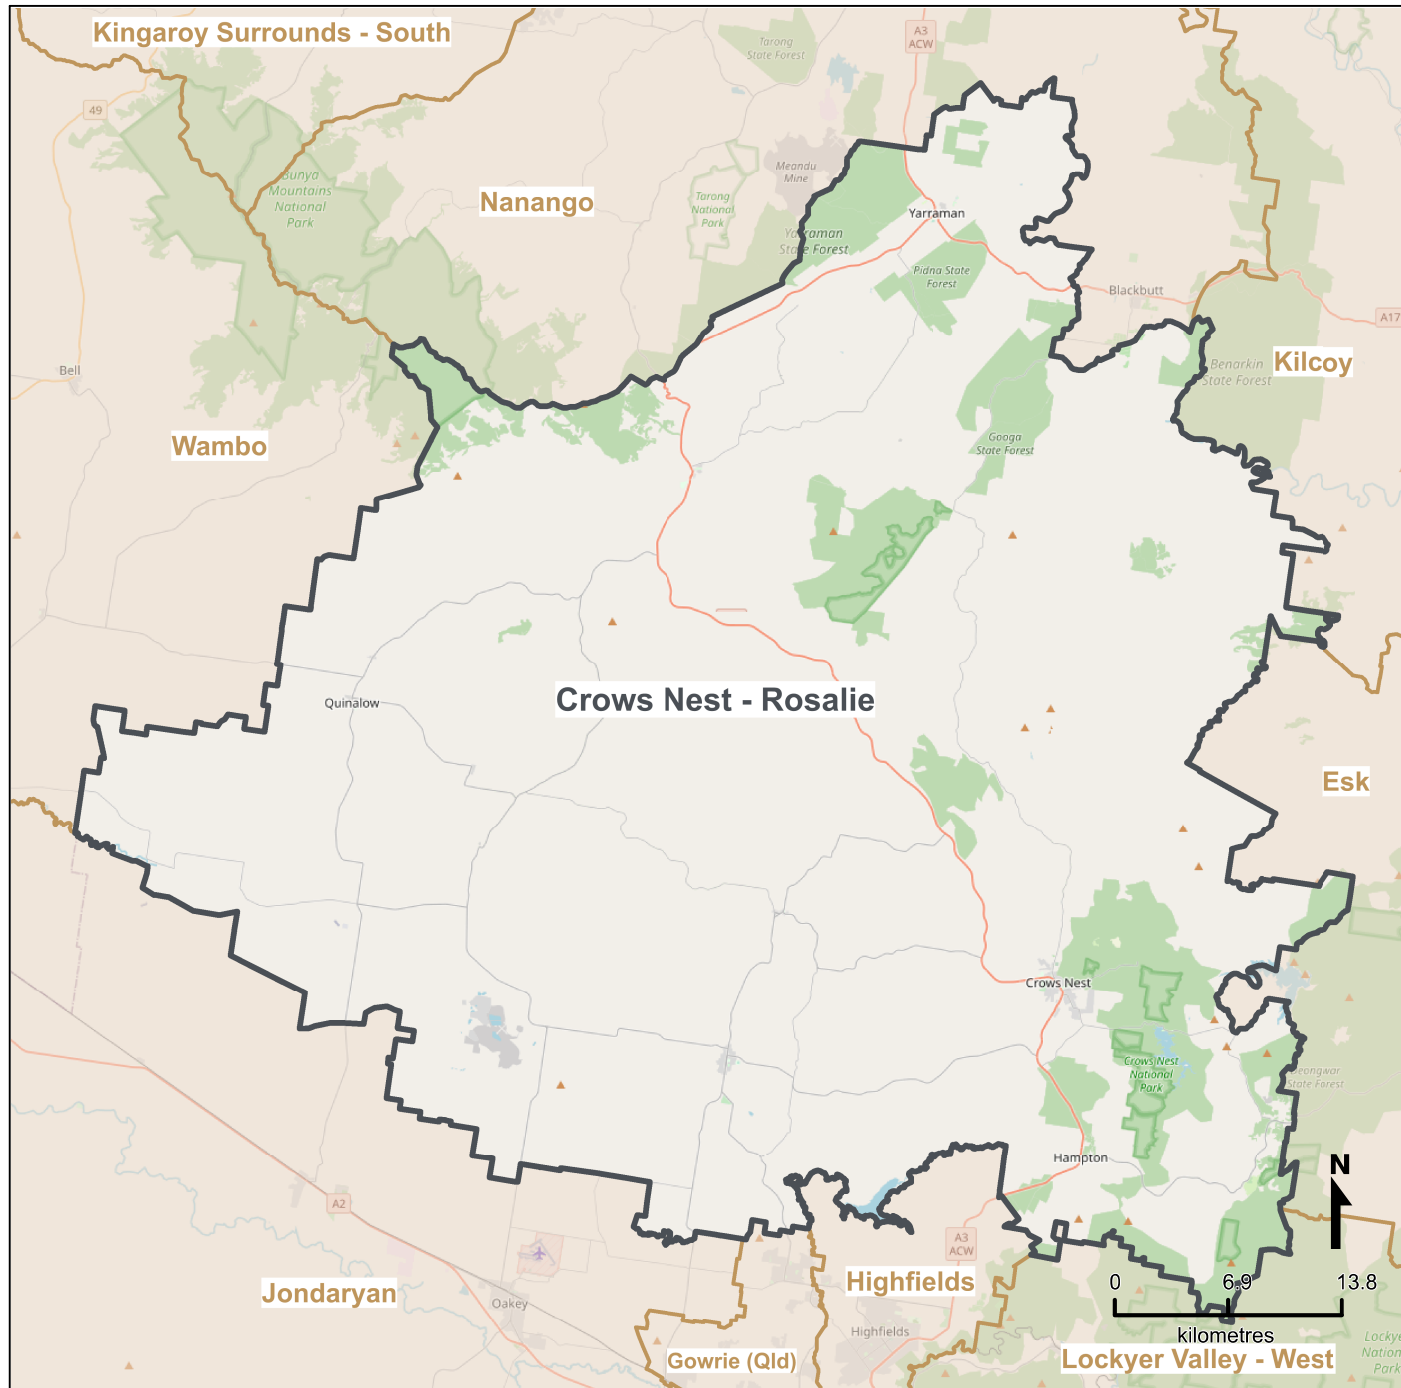 Kingaroy Surrounds - South
A3
ACW
Tarong
State Forest
49
Meandu
Mine
Bunya
Mountains
National
Park
Nanango
Tarong
National
Park
Yarraman
Yarraman
State Forest
Pidna State
Forest
Blackbutt
A17
Bell
Benarkin
State Forest
Kilcoy
Wambo
Googa
State Forest
Crows Nest - Rosalie
Quinalow
Esk
Crows Nest
Crows Nest
National
Park
Deongwar
State Forest
Hampton
N
A2
A3
ACW
Jondaryan
Oakey
Highfields
Highfields
0
6.9
13.8
kilometres
Gowrie (Qld)
Lockyer Valley - West